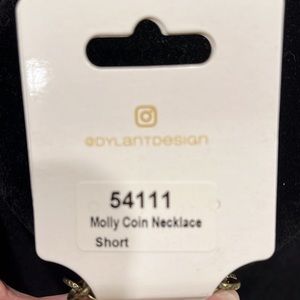 @DYLANTDESIGN
54111
Molly Coin Necklace
Short